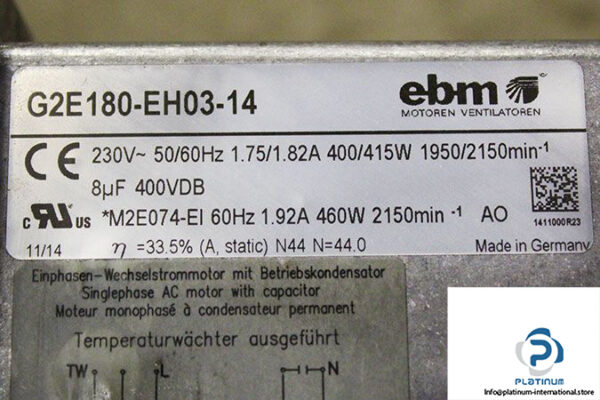 G2E180-EH03-14
ebm
MOTOREN VENTILATOREN
CE 230V~ 50/60Hz 1.75/1.82A 400/415W 1950/2150min-1
8µF 400VDB
c RU US *M2E074-EI 60Hz 1.92A 460W 2150min -1 AO
1411000R23
11/14 η =33.5% (A, static) N44 N=44.0 Made in Germany
Einphasen-Wechselstrommotor mit Betriebskondensator
Singlephase AC motor with capacitor
Moteur monophasé à condensateur permanent
Temperaturwächter ausgeführt
TW L N
PLATINUM
www.platinum-international.store